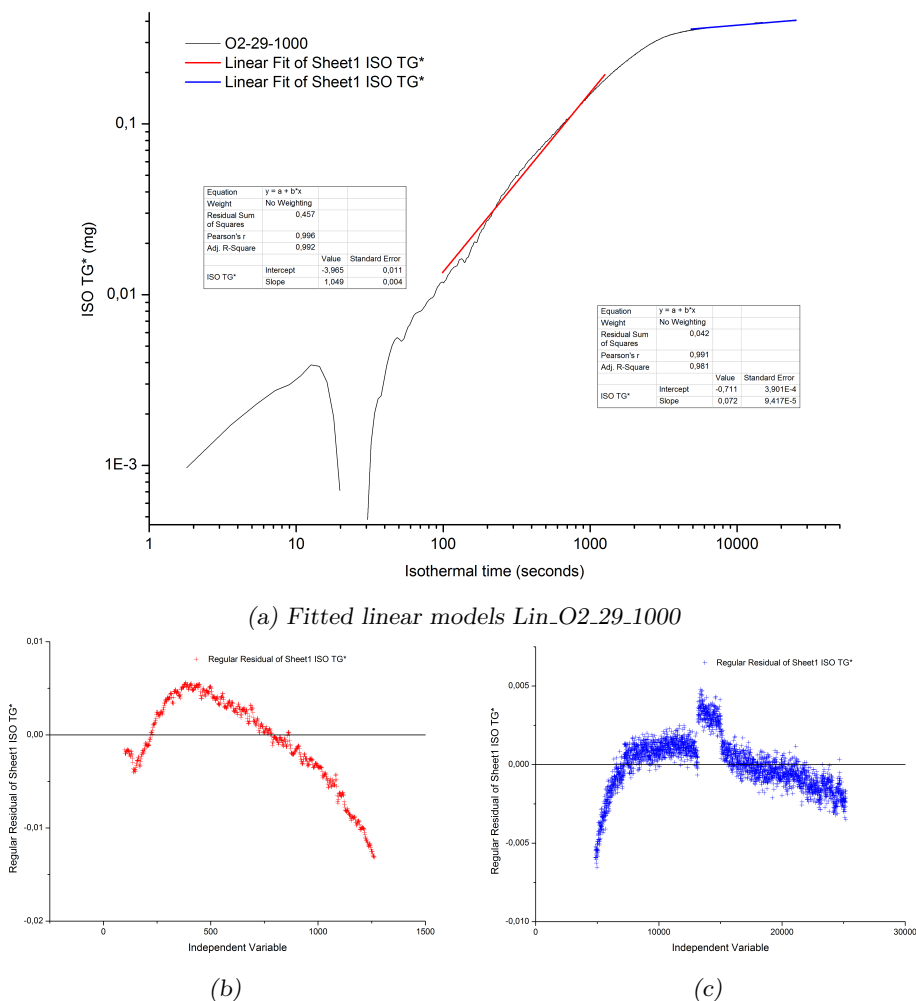 O2-29-1000
Linear Fit of Sheet1 ISO TG*
Linear Fit of Sheet1 ISO TG*
ISO TG* (mg)
0,1
0,01
1E-3
Equation y = a + b*x
Weight No Weighting
Residual Sum of Squares 0,457
Pearson's r 0,996
Adj. R-Square 0,992
Value Standard Error
ISO TG* Intercept -3,965 0,011
Slope 1,049 0,004
Equation y = a + b*x
Weight No Weighting
Residual Sum of Squares 0,042
Pearson's r 0,991
Adj. R-Square 0,981
Value Standard Error
ISO TG* Intercept -0,711 3,901E-4
Slope 0,072 9,417E-5
1 10 100 1000 10000
Isothermal time (seconds)
(a) Fitted linear models Lin_O2_29_1000
Regular Residual of Sheet1 ISO TG*
Regular Residual of Sheet1 ISO TG*
0,01
0,00
-0,01
-0,02
0 500 1000 1500
Independent Variable
(b)
Regular Residual of Sheet1 ISO TG*
Regular Residual of Sheet1 ISO TG*
0,005
0,000
-0,005
-0,010
0 10000 20000 30000
Independent Variable
(c)